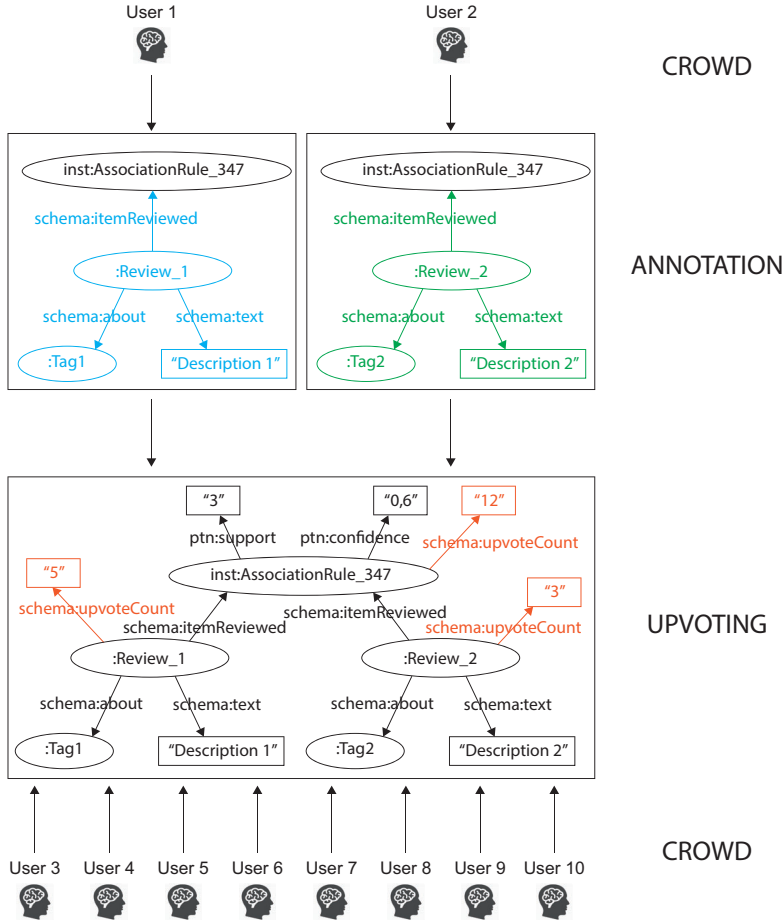 User 1
User 2
CROWD
inst:AssociationRule_347
inst:AssociationRule_347
schema:itemReviewed
schema:itemReviewed
:Review_1
:Review_2
ANNOTATION
schema:about
schema:text
schema:about
schema:text
:Tag1
“Description 1”
:Tag2
“Description 2”
“3”
“0,6”
“12”
ptn:support
ptn:confidence
schema:upvoteCount
“5”
inst:AssociationRule_347
“3”
schema:upvoteCount
schema:itemReviewed
schema:itemReviewed
schema:upvoteCount
UPVOTING
:Review_1
:Review_2
schema:about
schema:text
schema:about
schema:text
:Tag1
“Description 1”
:Tag2
“Description 2”
CROWD
User 3
User 4
User 5
User 6
User 7
User 8
User 9
User 10